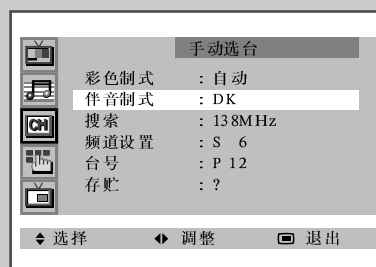 手动选台
彩色制式 : 自动
伴音制式 : DK
CH 搜索 : 138MHz
频道设置 : S 6
台号 : P 12
存贮 : ?
选择 调整 退出